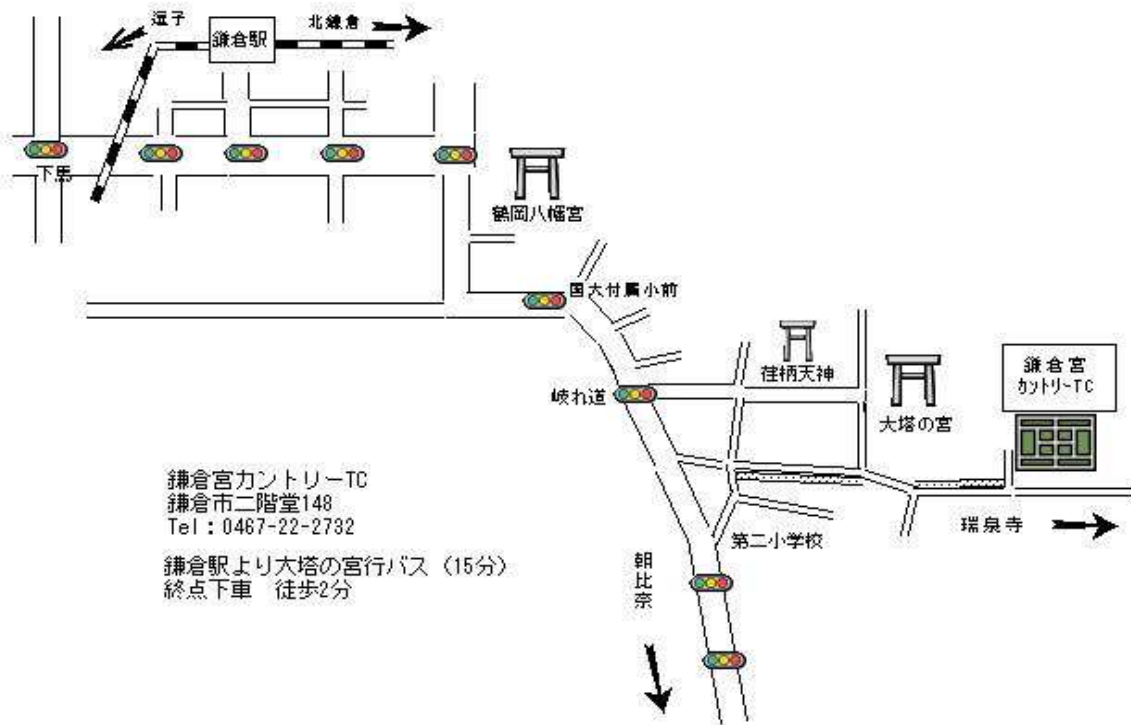 逗子
北鎌倉
鎌倉駅
下馬
鶴岡八幡宮
国大付属小前
荏柄天神
鎌倉宮
カントリーTC
岐れ道
大塔の宮
鎌倉宮カントリーTC
鎌倉市二階堂148
Tel：0467-22-2732
瑞泉寺
第二小学校
鎌倉駅より大塔の宮行バス（15分）
終点下車　徒歩2分
朝比奈